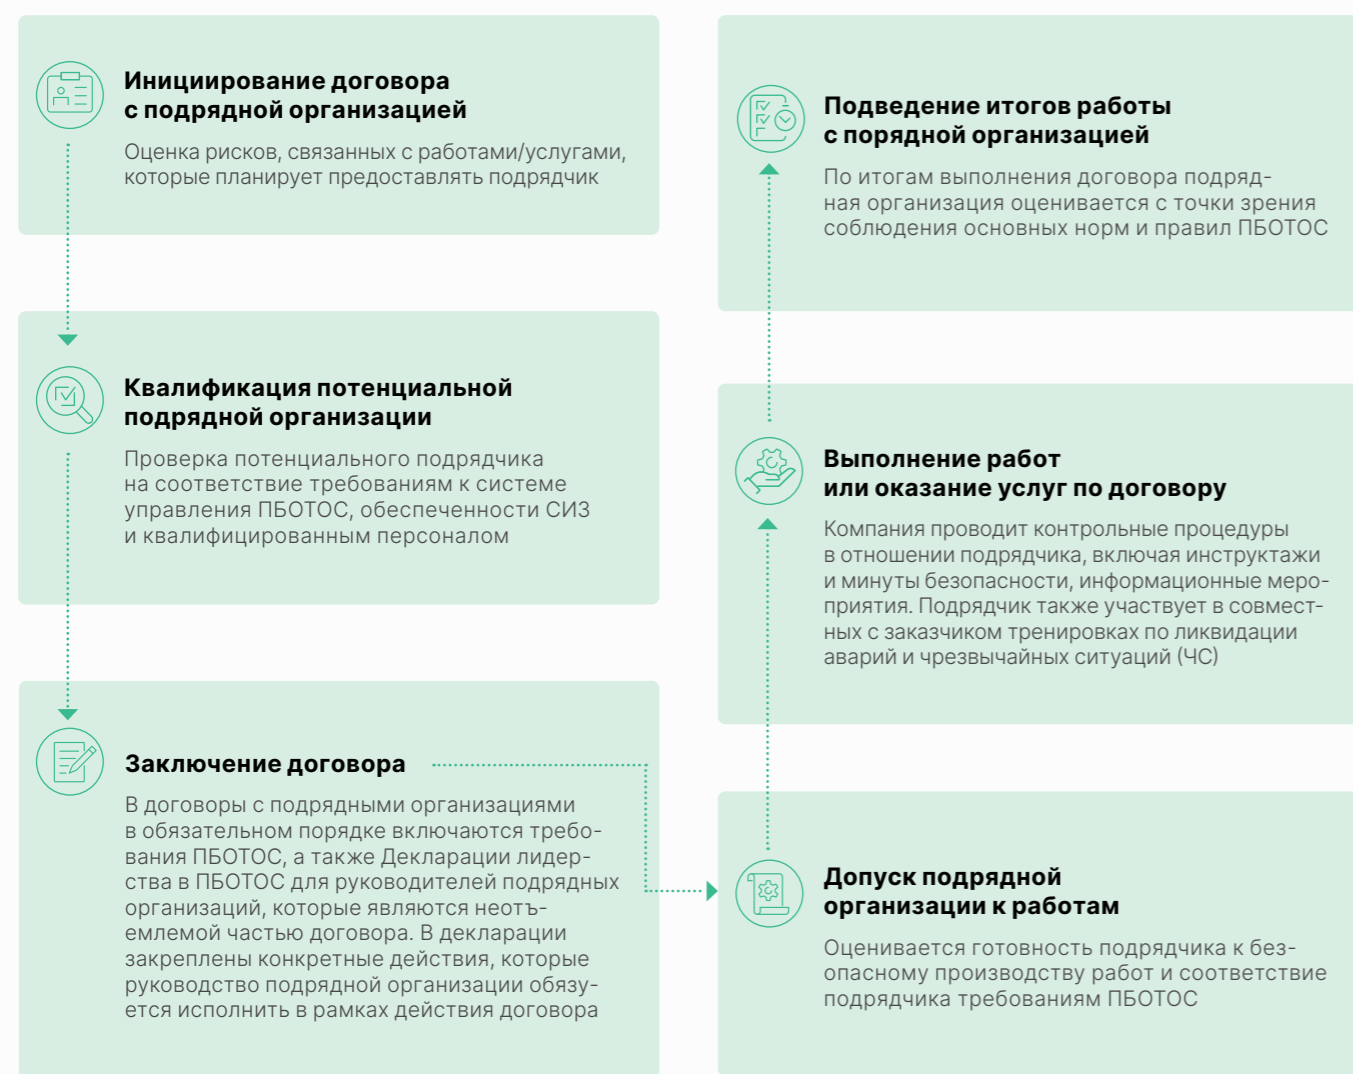 Инициирование договора
с подрядной организацией
Оценка рисков, связанных с работами/услугами,
которые планирует предоставлять подрядчик
Квалификация потенциальной
подрядной организации
Проверка потенциального подрядчика
на соответствие требованиям к системе
управления ПБОТОС, обеспеченности СИЗ
и квалифицированным персоналом
Заключение договора
В договоры с подрядными организациями
в обязательном порядке включаются требо-
вания ПБОТОС, а также Декларации лидер-
ства в ПБОТОС для руководителей подрядных
организаций, которые являются неотъ-
емлемой частью договора. В декларации
закреплены конкретные действия, которые
руководство подрядной организации обязу-
ется исполнить в рамках действия договора
Допуск подрядной
организации к работам
Оценивается готовность подрядчика к без-
опасному производству работ и соответствие
подрядчика требованиям ПБОТОС
Выполнение работ
или оказание услуг по договору
Компания проводит контрольные процедуры
в отношении подрядчика, включая инструктажи
и минуты безопасности, информационные меро-
приятия. Подрядчик также участвует в совмест-
ных с заказчиком тренировках по ликвидации
аварий и чрезвычайных ситуаций (ЧС)
Подведение итогов работы
с порядной организацией
По итогам выполнения договора подряд-
ная организация оценивается с точки зрения
соблюдения основных норм и правил ПБОТОС